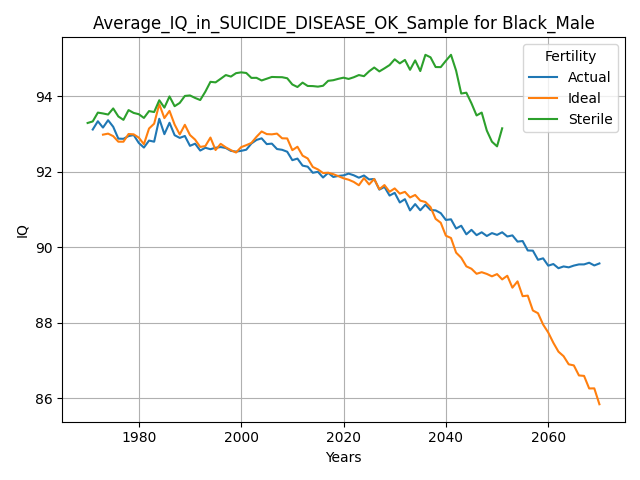 Average_IQ_in_SUICIDE_DISEASE_OK_Sample for Black_Male
Fertility
Actual
Ideal
Sterile
94
92
90
88
86
IQ
1980
2000
2020
2040
2060
Years